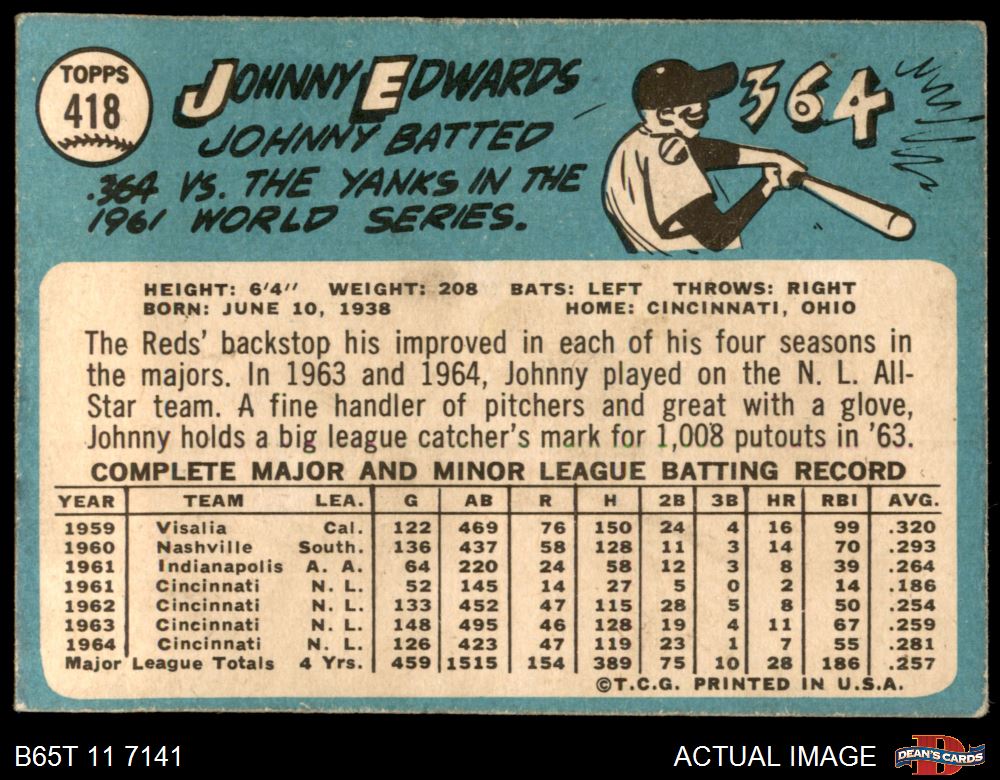 TOPPS
418
JOHNNY EDWARDS
JOHNNY BATTED
.364 VS. THE YANKS IN THE
1961 WORLD SERIES.
364
HEIGHT: 6'4" WEIGHT: 208 BATS: LEFT THROWS: RIGHT
BORN: JUNE 10, 1938 HOME: CINCINNATI, OHIO
The Reds' backstop his improved in each of his four seasons in
the majors. In 1963 and 1964, Johnny played on the N. L. All-
Star team. A fine handler of pitchers and great with a glove,
Johnny holds a big league catcher's mark for 1,008 putouts in '63.
COMPLETE MAJOR AND MINOR LEAGUE BATTING RECORD
YEAR TEAM LEA. G AB R H 2B 3B HR RBI AVG.
1959 Visalia Cal. 122 469 76 150 24 4 16 99 .320
1960 Nashville South. 136 437 58 128 11 3 14 70 .293
1961 Indianapolis A. A. 64 220 24 58 12 3 8 39 .264
1961 Cincinnati N. L. 52 145 14 27 5 0 2 14 .186
1962 Cincinnati N. L. 133 452 47 115 28 5 8 50 .254
1963 Cincinnati N. L. 148 495 46 128 19 4 11 67 .259
1964 Cincinnati N. L. 126 423 47 119 23 1 7 55 .281
Major League Totals 4 Yrs. 459 1515 154 389 75 10 28 186 .257
©T.C.G. PRINTED IN U.S.A.
B65T 11 7141
ACTUAL IMAGE
DEAN'S CARDS